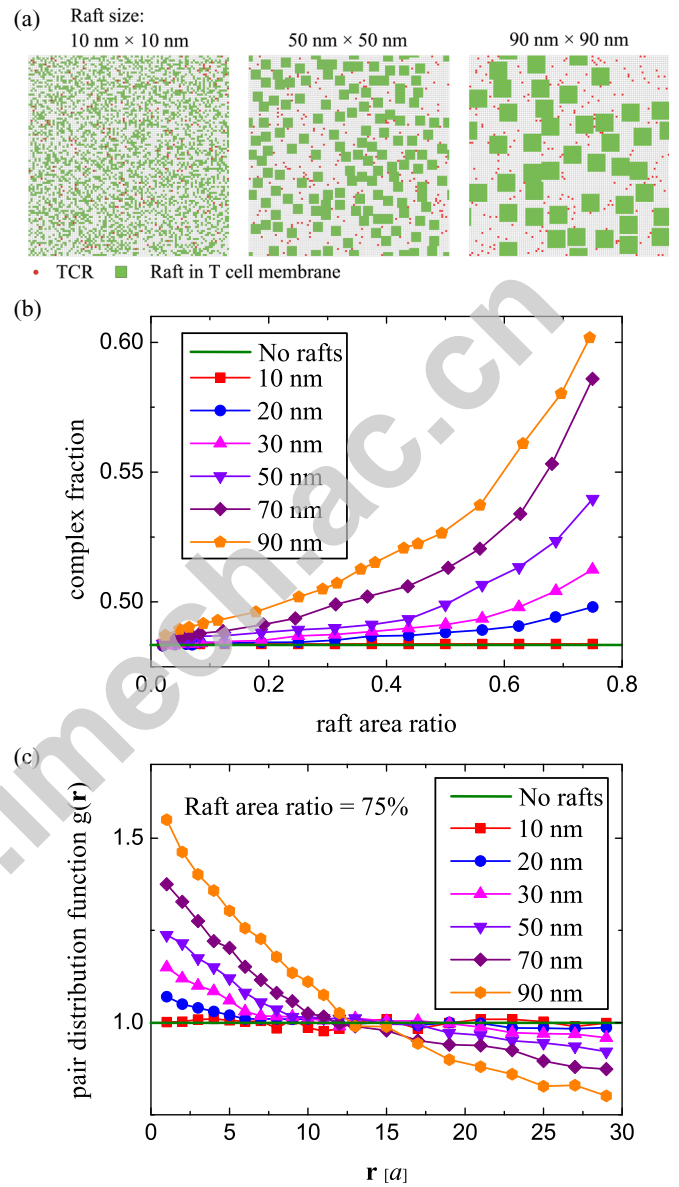 (a)
Raft size:
10 nm × 10 nm
50 nm × 50 nm
90 nm × 90 nm
TCR
Raft in T cell membrane
(b)
0.60
0.55
0.50
complex fraction
No rafts
10 nm
20 nm
30 nm
50 nm
70 nm
90 nm
0.0 0.2 0.4 0.6 0.8
raft area ratio
(c)
1.5
1.0
pair distribution function g(r)
Raft area ratio = 75%
No rafts
10 nm
20 nm
30 nm
50 nm
70 nm
90 nm
0 5 10 15 20 25 30
r [a]
.imech.ac.cn